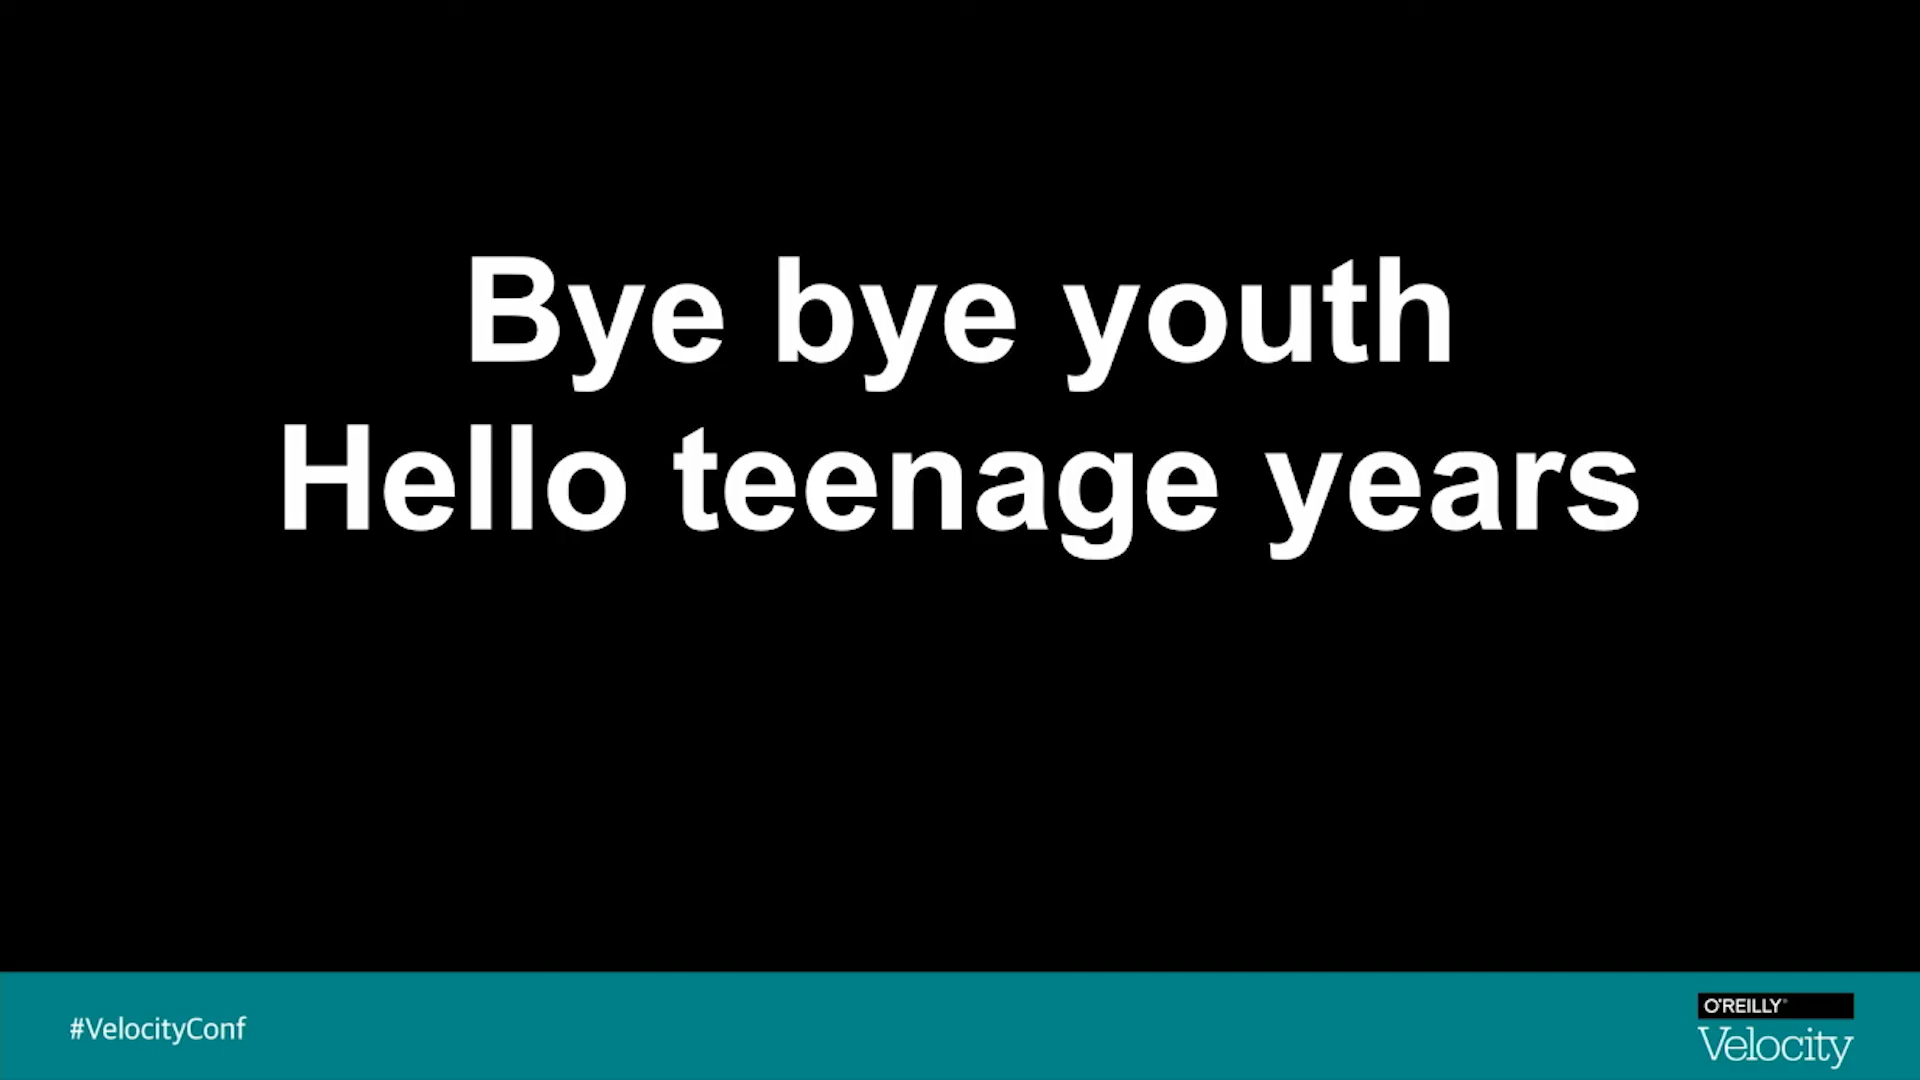 Bye bye youth
Hello teenage years
#VelocityConf
O'REILLY®
Velocity